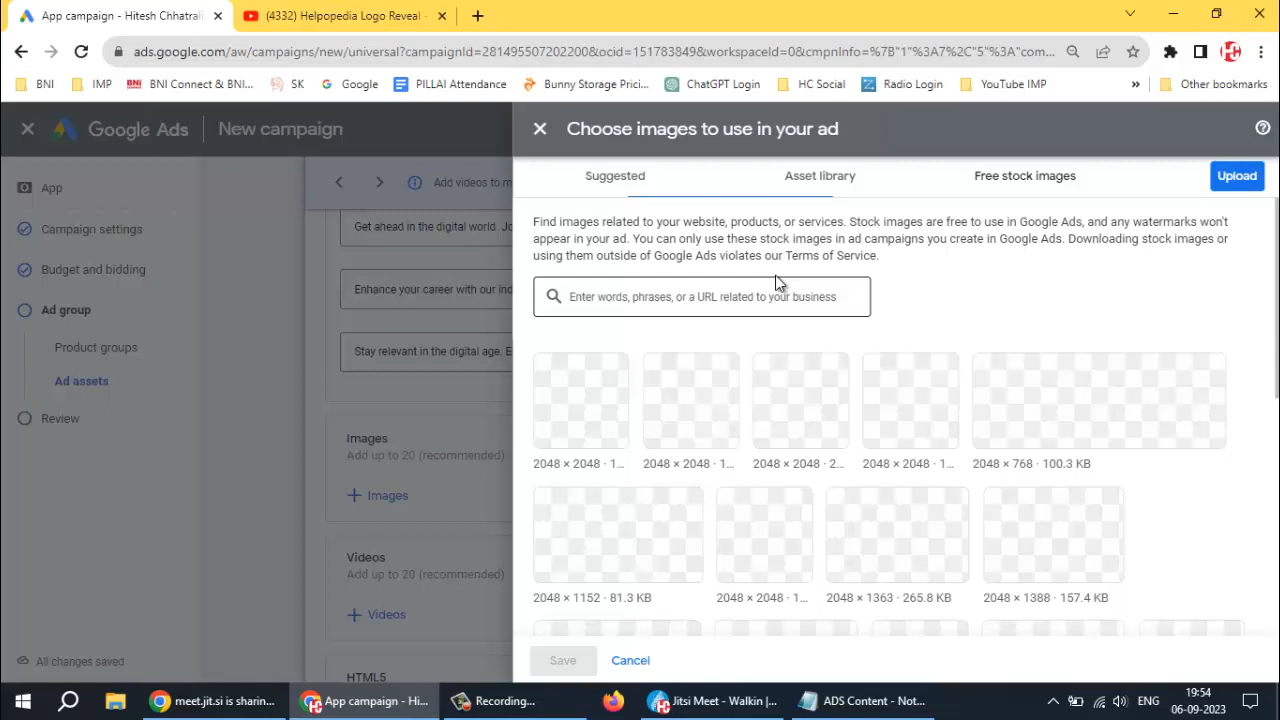 App campaign - Hitesh Chhatrali
(4332) Helpopedia Logo Reveal -
ads.google.com/aw/campaigns/new/universal?campaignId=281495507202200&ocid=151783849&workspaceId=0&cmpnInfo=%7B"1"%3A7%2C"5"%3A"com...
BNI
IMP
BNI Connect & BNI...
SK
Google
PILLAI Attendance
Bunny Storage Prici...
ChatGPT Login
HC Social
Radio Login
YouTube IMP
»
Other bookmarks
Google Ads
New campaign
Choose images to use in your ad
App
Campaign settings
Budget and bidding
Ad group
Product groups
Ad assets
Review
All changes saved
Add videos to m
Get ahead in the digital world. Jo
Enhance your career with our ind
Stay relevant in the digital age. E
Images
Add up to 20 (recommended)
+ Images
Videos
Add up to 20 (recommended)
+ Videos
HTML5
Suggested
Asset library
Free stock images
Upload
Find images related to your website, products, or services. Stock images are free to use in Google Ads, and any watermarks won't
appear in your ad. You can only use these stock images in ad campaigns you create in Google Ads. Downloading stock images or
using them outside of Google Ads violates our Terms of Service.
Enter words, phrases, or a URL related to your business
2048 × 2048 · 1...
2048 × 2048 · 1...
2048 × 2048 · 2...
2048 × 2048 · 1...
2048 × 768 · 100.3 KB
2048 × 1152 · 81.3 KB
2048 × 2048 · 1...
2048 × 1363 · 265.8 KB
2048 × 1388 · 157.4 KB
Save
Cancel
meet.jit.si is sharin...
App campaign - Hi...
Recording...
Jitsi Meet - Walkin |...
ADS Content - Not...
ENG
19:54
06-09-2023